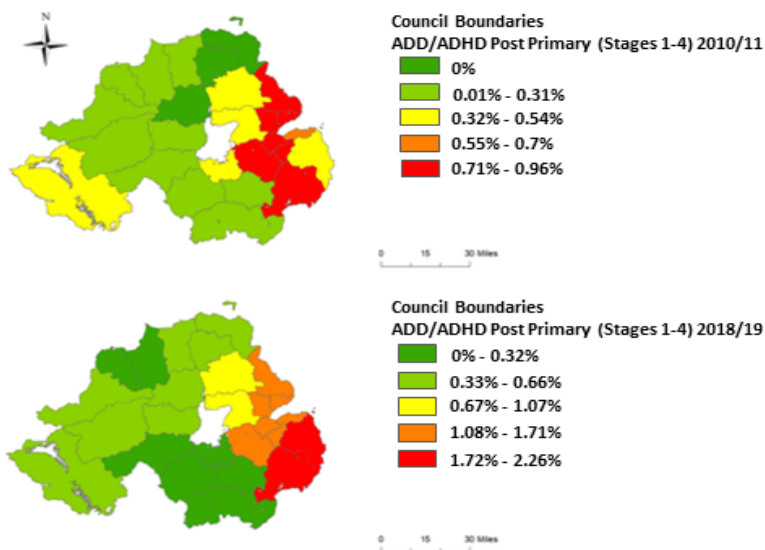 N
Council Boundaries
ADD/ADHD Post Primary (Stages 1-4) 2010/11
0%
0.01% - 0.31%
0.32% - 0.54%
0.55% - 0.7%
0.71% - 0.96%
0 15 30 Miles
Council Boundaries
ADD/ADHD Post Primary (Stages 1-4) 2018/19
0% - 0.32%
0.33% - 0.66%
0.67% - 1.07%
1.08% - 1.71%
1.72% - 2.26%
0 15 30 Miles